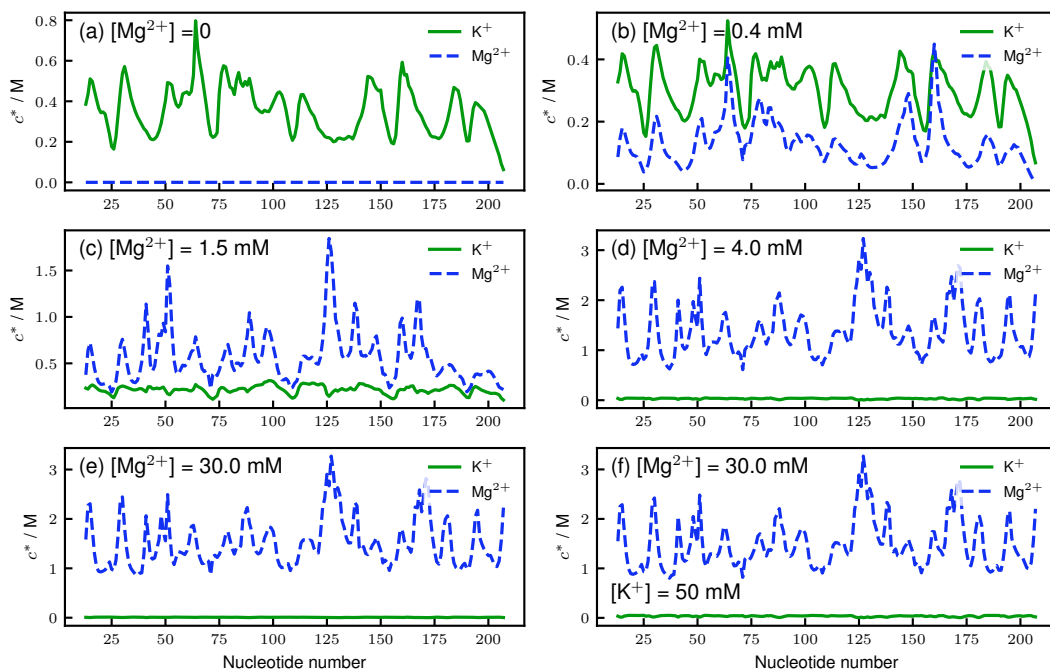 (a) [Mg²⁺] = 0
K⁺
Mg²⁺
c* / M
0.8
0.6
0.4
0.2
0.0
25 50 75 100 125 150 175 200
(b) [Mg²⁺] = 0.4 mM
K⁺
Mg²⁺
c* / M
0.4
0.2
0.0
25 50 75 100 125 150 175 200
(c) [Mg²⁺] = 1.5 mM
K⁺
Mg²⁺
c* / M
1.5
1.0
0.5
25 50 75 100 125 150 175 200
(d) [Mg²⁺] = 4.0 mM
K⁺
Mg²⁺
c* / M
3
2
1
0
25 50 75 100 125 150 175 200
(e) [Mg²⁺] = 30.0 mM
K⁺
Mg²⁺
c* / M
3
2
1
0
25 50 75 100 125 150 175 200
Nucleotide number
(f) [Mg²⁺] = 30.0 mM
K⁺
Mg²⁺
c* / M
3
2
1
0
[K⁺] = 50 mM
25 50 75 100 125 150 175 200
Nucleotide number